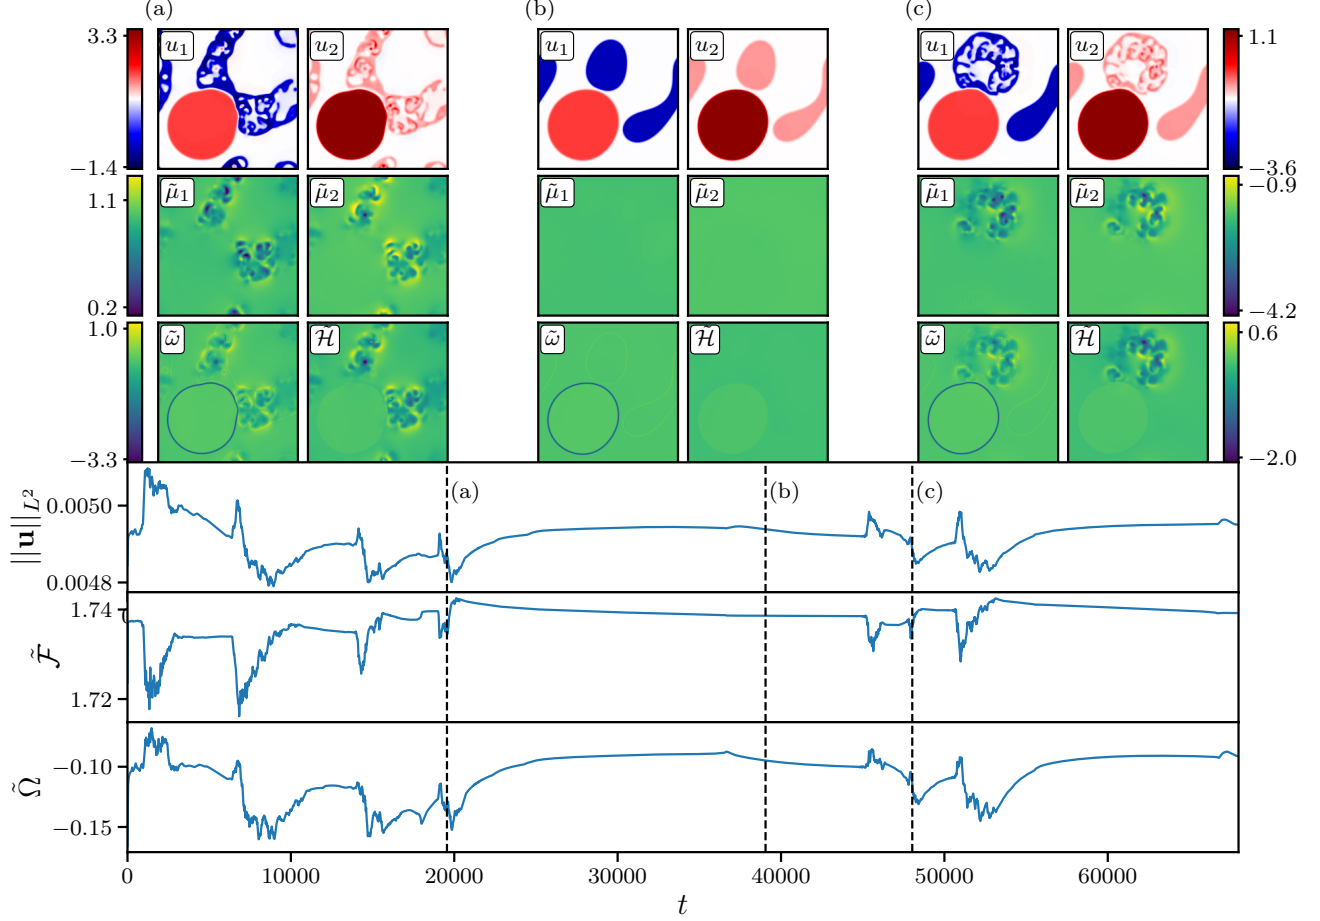 (a) (b) (c)
3.3 u1 u2 u1 u2 u1 u2 1.1
−1.4 −3.6
1.1 μ̃1 μ̃2 μ̃1 μ̃2 μ̃1 μ̃2 −0.9
0.2 −4.2
1.0 ω̃ H̃ ω̃ H̃ ω̃ H̃ 0.6
−3.3 −2.0
||u||L2 0.0050 (a) (b) (c)
0.0048
F̃ 1.74
1.72
Ω̃ −0.10
−0.15
0 10000 20000 30000 40000 50000 60000
t